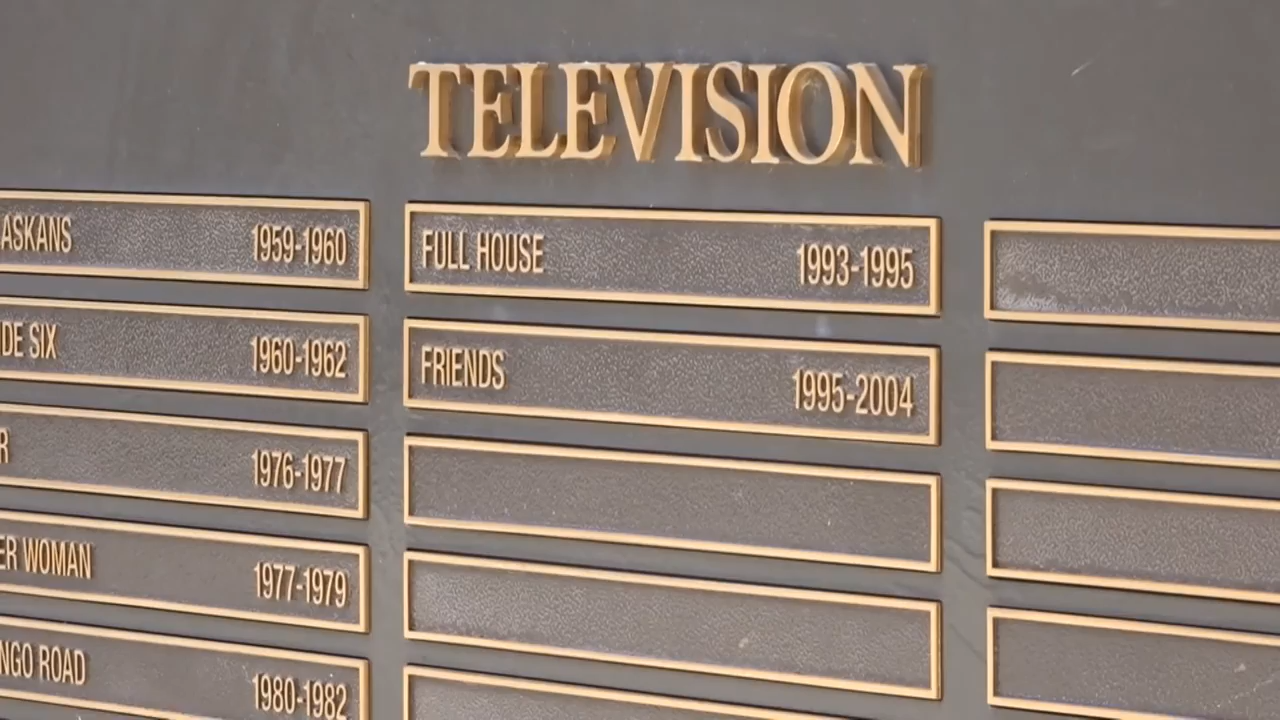 TELEVISION
ASKANS 1959-1960
DE SIX 1960-1962
R 1976-1977
ER WOMAN 1977-1979
NGO ROAD 1980-1982
FULL HOUSE 1993-1995
FRIENDS 1995-2004